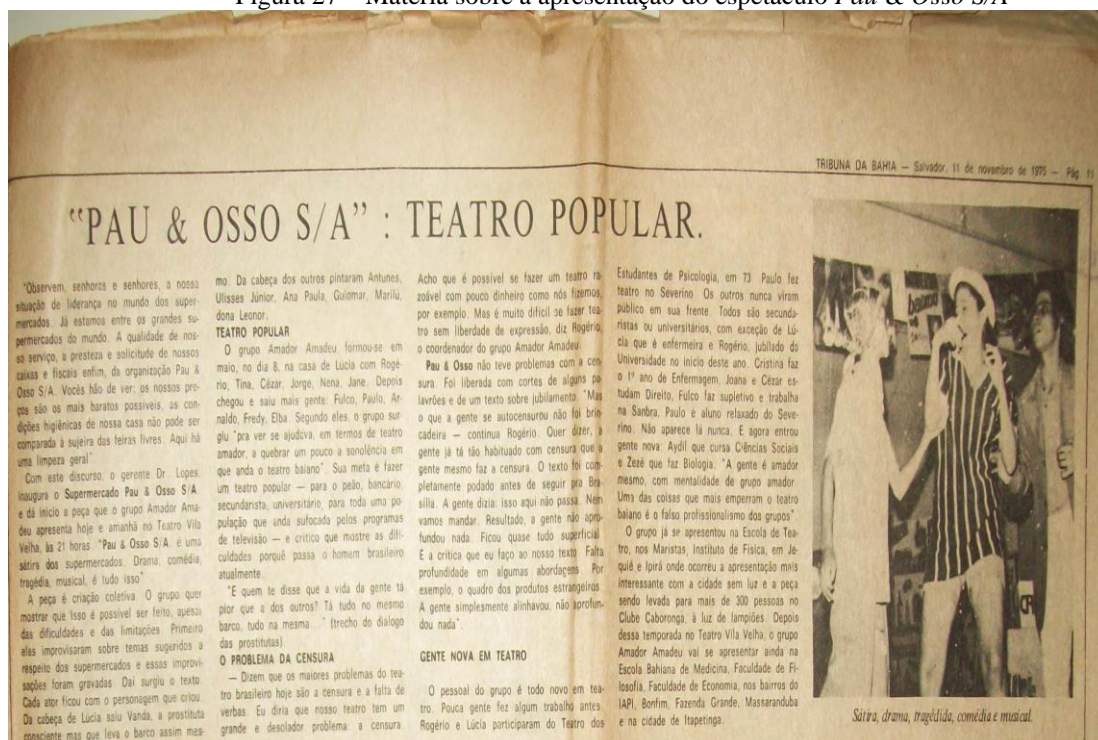 Figura 27 – Matéria sobre a apresentação do espetáculo Pau & Osso S/A
TRIBUNA DA BAHIA — Salvador, 11 de novembro de 1975 — Pág. 11
"PAU & OSSO S/A" : TEATRO POPULAR.
"Observem, senhoras e senhores, a nossa
situação de liderança no mundo dos super-
mercados. Já estamos entre os grandes su-
permercados do mundo. A qualidade de nos-
so serviço, a presteza e solicitude de nossos
caixas e fiscais enfim, da organização Pau &
Osso S/A. Vocês hão de ver; os nossos pre-
ços são os mais baratos possíveis, as con-
dições higiênicas de nossa casa não pode ser
comparada à sujeira das feiras livres. Aqui há
uma limpeza geral"
Com este discurso, o gerente Dr. Lopes,
inaugura o Supermercado Pau & Osso S/A.
e dá início a peça que o grupo Amador Ama-
deu apresenta hoje e amanhã no Teatro Vila
Velha, às 21 horas. "Pau & Osso S/A. é uma
sátira dos supermercados. Drama, comédia,
tragédia, musical, é tudo isso"
A peça é criação coletiva. O grupo quer
mostrar que isso é possível ser feito, apesar
das dificuldades e das limitações. Primeiro
eles improvisaram sobre temas sugeridos a
respeito dos supermercados e essas improvi-
sações foram gravadas. Daí surgiu o texto.
Cada ator ficou com o personagem que criou.
Da cabeça de Lúcia saiu Vanda, a prostituta
consciente mas que leva o barco assim mes-
mo. Da cabeça dos outros pintaram Antunes,
Ulisses Júnior, Ana Paula, Guiomar, Marilu,
dona Leonor.
TEATRO POPULAR
O grupo Amador Amadeu formou-se em
maio, no dia 8, na casa de Lúcia com Rogé-
rio, Tina, Cézar, Jorge, Nena, Jane. Depois
chegou e saiu mais gente: Fulco, Paulo, Ar-
naldo, Fredy, Elba. Segundo eles, o grupo sur-
giu "pra ver se ajudava, em termos de teatro
amador, a quebrar um pouco a sonolência em
que anda o teatro baiano". Sua meta é fazer
um teatro popular — para o peão, bancário,
secundarista, universitário, para toda uma po-
pulação que anda sufocada pelos programas
de televisão — e crítico que mostre as difi-
culdades porquê passa o homem brasileiro
atualmente.
"E quem te disse que a vida da gente tá
pior que a dos outros? Tá tudo no mesmo
barco, tudo na mesma..." (trecho do diálogo
das prostitutas).
O PROBLEMA DA CENSURA
— Dizem que os maiores problemas do tea-
tro brasileiro hoje são a censura e a falta de
verbas. Eu diria que nosso teatro tem um
grande e desolador problema: a censura.
Acho que é possível se fazer um teatro ra-
zoável com pouco dinheiro como nós fizemos,
por exemplo. Mas é muito difícil se fazer tea-
tro sem liberdade de expressão, diz Rogério,
o coordenador do grupo Amador Amadeu.
Pau & Osso não teve problemas com a cen-
sura. Foi liberada com cortes de alguns pa-
lavrões e de um texto sobre jubilamento. "Mas
o que a gente se autocensurou não foi brin-
cadeira — continua Rogério. Quer dizer, a
gente já tá tão habituado com censura que a
gente mesmo faz a censura. O texto foi com-
pletamente podado antes de seguir pra Bra-
sília. A gente dizia: isso aqui não passa. Nem
vamos mandar. Resultado, a gente não apro-
fundou nada. Ficou quase tudo superficial.
E a crítica que eu faço ao nosso texto. Falta
profundidade em algumas abordagens. Por
exemplo, o quadro dos produtos estrangeiros.
A gente simplesmente alinhavou, não aprofun-
dou nada".
GENTE NOVA EM TEATRO
O pessoal do grupo é todo novo em tea-
tro. Pouca gente fez algum trabalho antes.
Rogério e Lúcia participaram do Teatro dos
Estudantes de Psicologia, em 73. Paulo fez
teatro no Severino. Os outros nunca viram
público em sua frente. Todos são secunda-
ristas ou universitários, com exceção de Lú-
cia que é enfermeira e Rogério, jubilado da
Universidade no início deste ano. Cristina faz
o 1º ano de Enfermagem, Joana e Cézar es-
tudam Direito, Fulco faz supletivo e trabalha
na Sanbra, Paulo é aluno relaxado do Seve-
rino. Não aparece lá nunca. E agora entrou
gente nova: Aydil que cursa Ciências Sociais
e Zezé que faz Biologia. "A gente é amador
mesmo, com mentalidade de grupo amador.
Uma das coisas que mais emperram o teatro
baiano é o falso profissionalismo dos grupos".
O grupo já se apresentou na Escola de Tea-
tro, nos Maristas, Instituto de Física, em Je-
quié e Ipirá onde ocorreu a apresentação mais
interessante com a cidade sem luz e a peça
sendo levada para mais de 300 pessoas no
Clube Caboronga, à luz de lampiões. Depois
dessa temporada no Teatro Vila Velha, o grupo
Amador Amadeu vai se apresentar ainda na
Escola Bahiana de Medicina, Faculdade de Fi-
losofia, Faculdade de Economia, nos bairros do
IAPI, Bonfim, Fazenda Grande, Massaranduba
e na cidade de Itapetinga.
Sátira, drama, tragédida, comédia e musical.